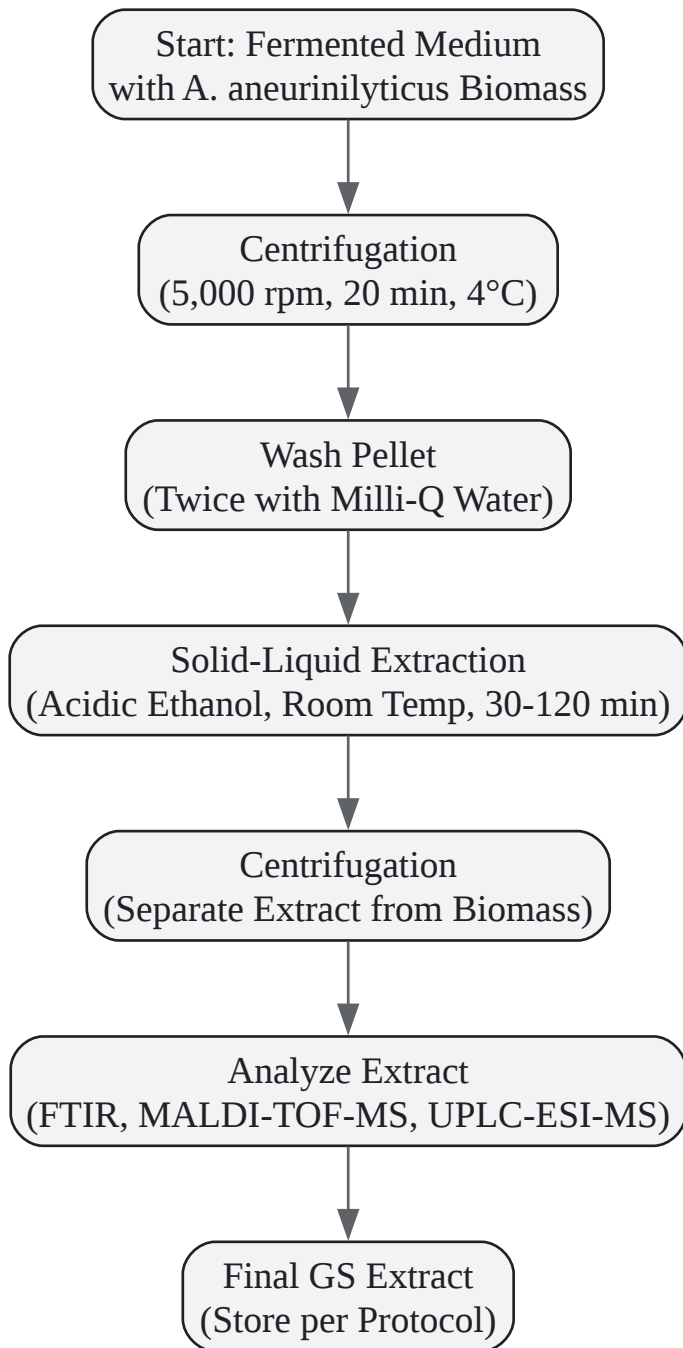 Start: Fermented Medium
with A. aneurinilyticus Biomass
Centrifugation
(5,000 rpm, 20 min, 4°C)
Wash Pellet
(Twice with Milli-Q Water)
Solid-Liquid Extraction
(Acidic Ethanol, Room Temp, 30-120 min)
Centrifugation
(Separate Extract from Biomass)
Analyze Extract
(FTIR, MALDI-TOF-MS, UPLC-ESI-MS)
Final GS Extract
(Store per Protocol)